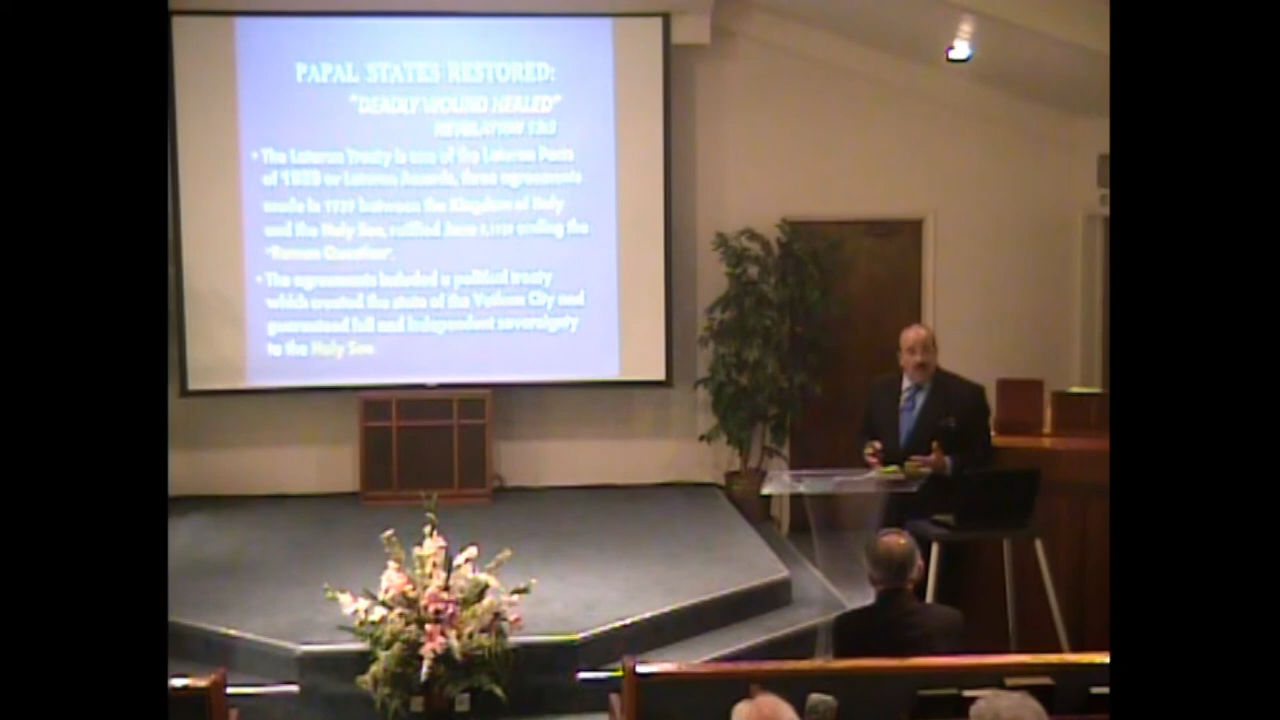 PAPAL STATES RESTORED:
"DEADLY WOUND HEALED"
REVELATION 13:3
• The Lateran Treaty is one of the Lateran Pacts
of 1929 or Lateran Accords, three agreements
made in 1929 between the Kingdom of Italy
and the Holy See, ratified June 7, 1929 ending the
"Roman Question".
• The agreements included a political treaty
which created the state of the Vatican City and
guaranteed full and independent sovereignty
to the Holy See.